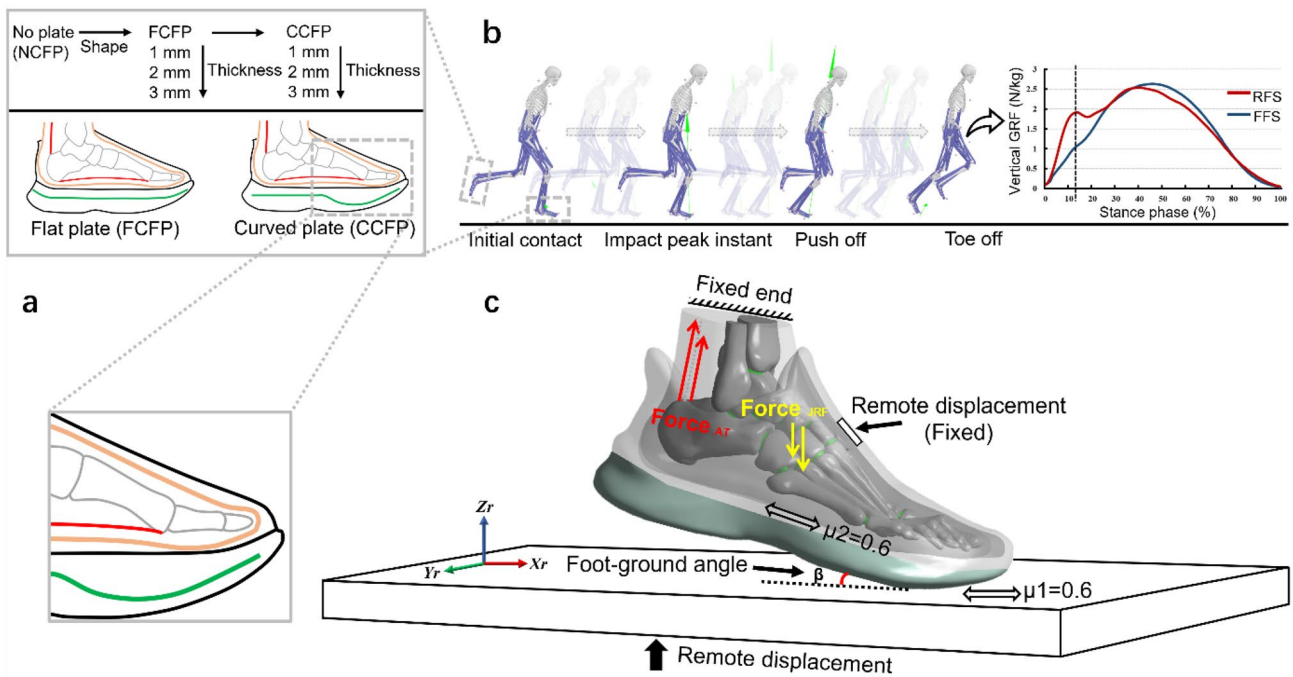 No plate
(NCFP)
Shape
FCFP
1 mm
2 mm
3 mm
Thickness
CCFP
1 mm
2 mm
3 mm
Thickness
Flat plate (FCFP)
Curved plate (CCFP)
a
b
Initial contact
Impact peak instant
Push off
Toe off
Vertical GRF (N/kg)
3
2.5
2
1.5
1
0.5
0
0 10 20 30 40 50 60 70 80 90 100
Stance phase (%)
RFS
FFS
c
Fixed end
Force AT
Force JRF
Remote displacement
(Fixed)
μ2=0.6
Zr
Yr
Xr
Foot-ground angle
β
μ1=0.6
Remote displacement